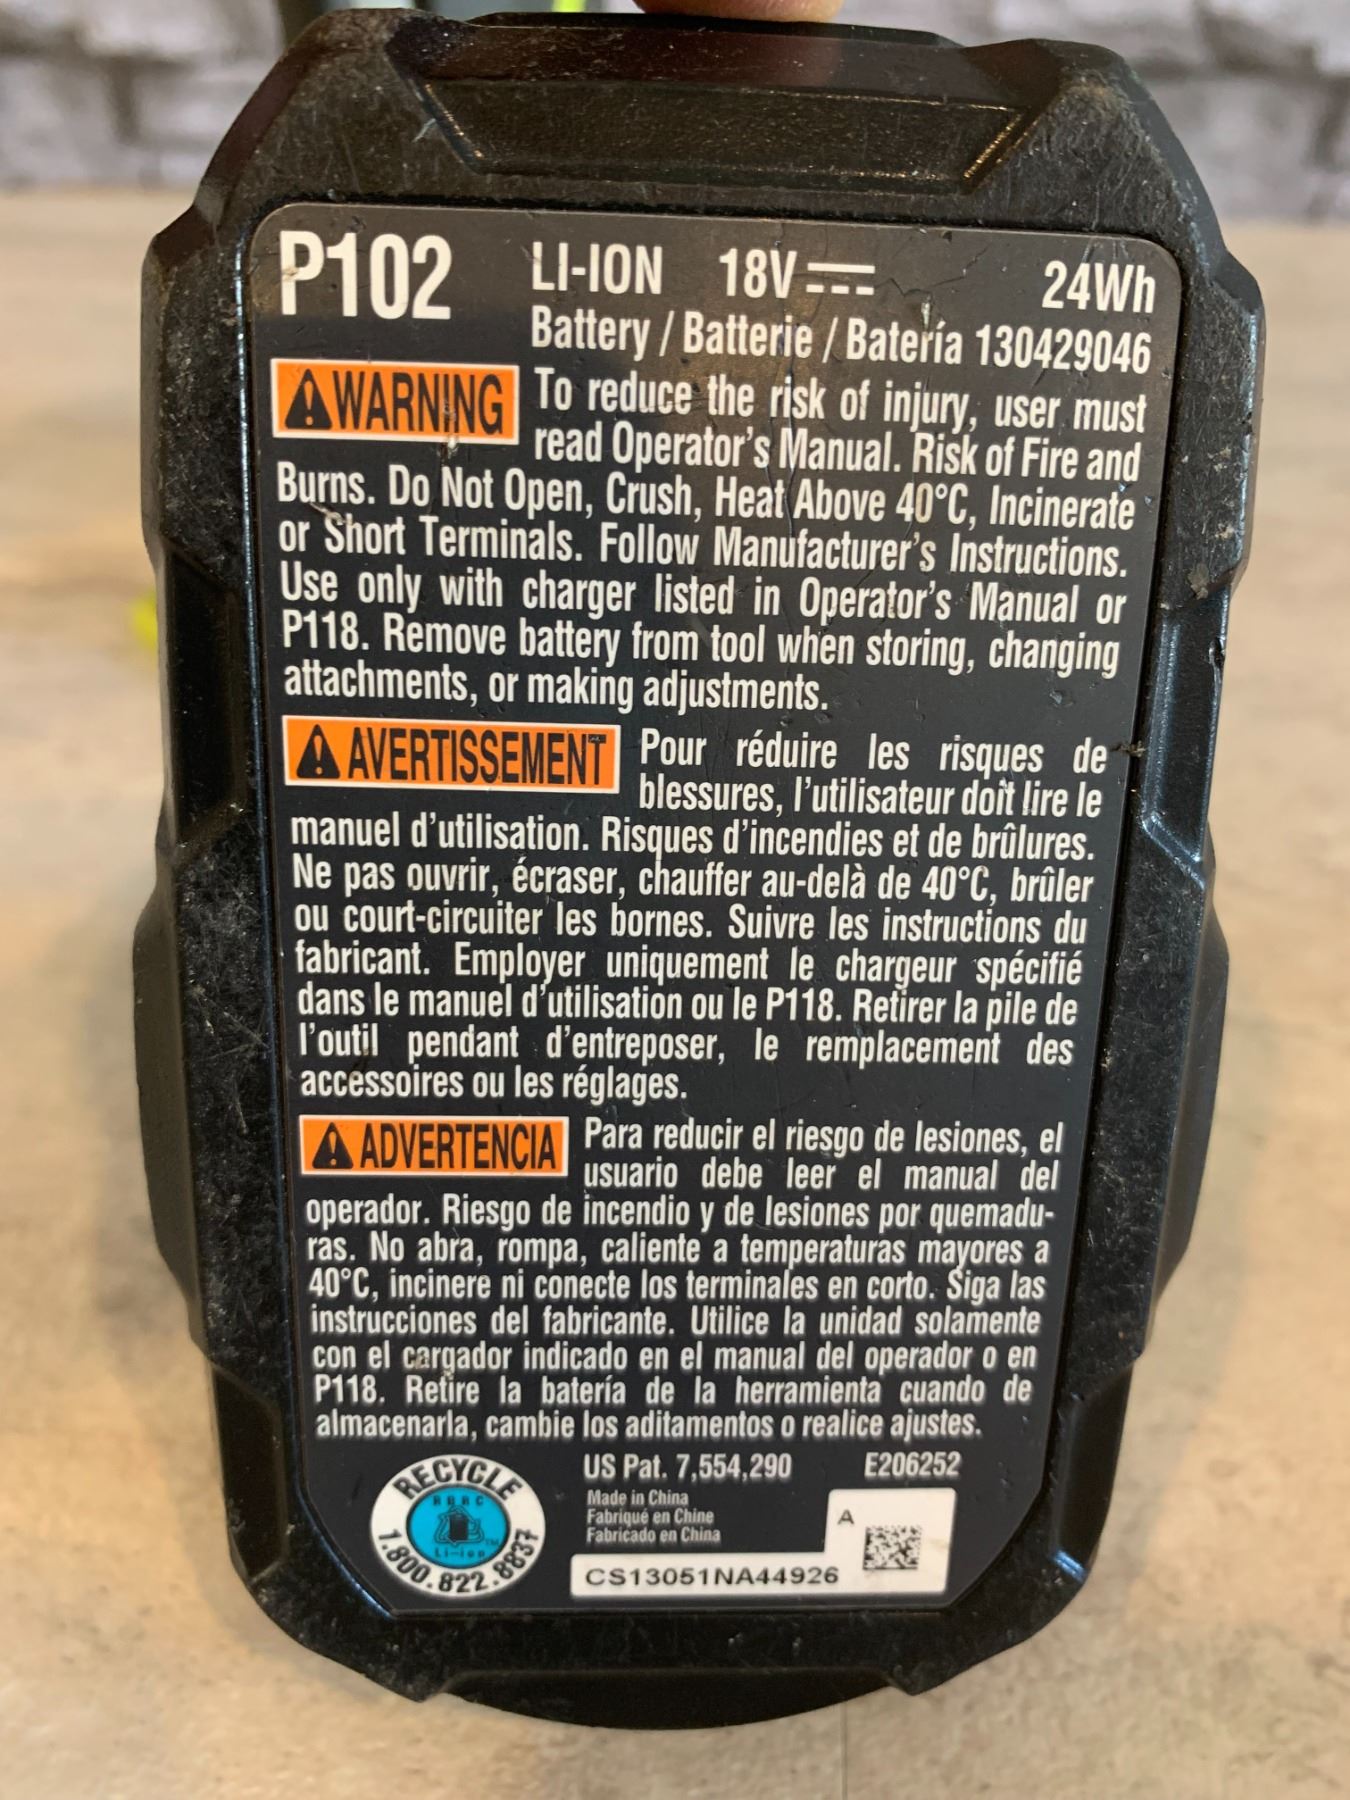 P102 LI-ION 18V 24Wh
Battery / Batterie / Batería 130429046
WARNING To reduce the risk of injury, user must
read Operator's Manual. Risk of Fire and
Burns. Do Not Open, Crush, Heat Above 40°C, Incinerate
or Short Terminals. Follow Manufacturer's Instructions.
Use only with charger listed in Operator's Manual or
P118. Remove battery from tool when storing, changing
attachments, or making adjustments.
AVERTISSEMENT Pour réduire les risques de
blessures, l'utilisateur doit lire le
manuel d'utilisation. Risques d'incendies et de brûlures.
Ne pas ouvrir, écraser, chauffer au-delà de 40°C, brûler
ou court-circuiter les bornes. Suivre les instructions du
fabricant. Employer uniquement le chargeur spécifié
dans le manuel d'utilisation ou le P118. Retirer la pile de
l'outil pendant d'entreposer, le remplacement des
accessoires ou les réglages.
ADVERTENCIA Para reducir el riesgo de lesiones, el
usuario debe leer el manual del
operador. Riesgo de incendio y de lesiones por quemadu-
ras. No abra, rompa, caliente a temperaturas mayores a
40°C, incinere ni conecte los terminales en corto. Siga las
instrucciones del fabricante. Utilice la unidad solamente
con el cargador indicado en el manual del operador o en
P118. Retire la batería de la herramienta cuando de
almacenarla, cambie los aditamentos o realice ajustes.
RECYCLE
RBRC
Li-ion
TM
1.800.822.8837
US Pat. 7,554,290 E206252
Made in China
Fabriqué en Chine
Fabricado en China
A
CS13051NA44926